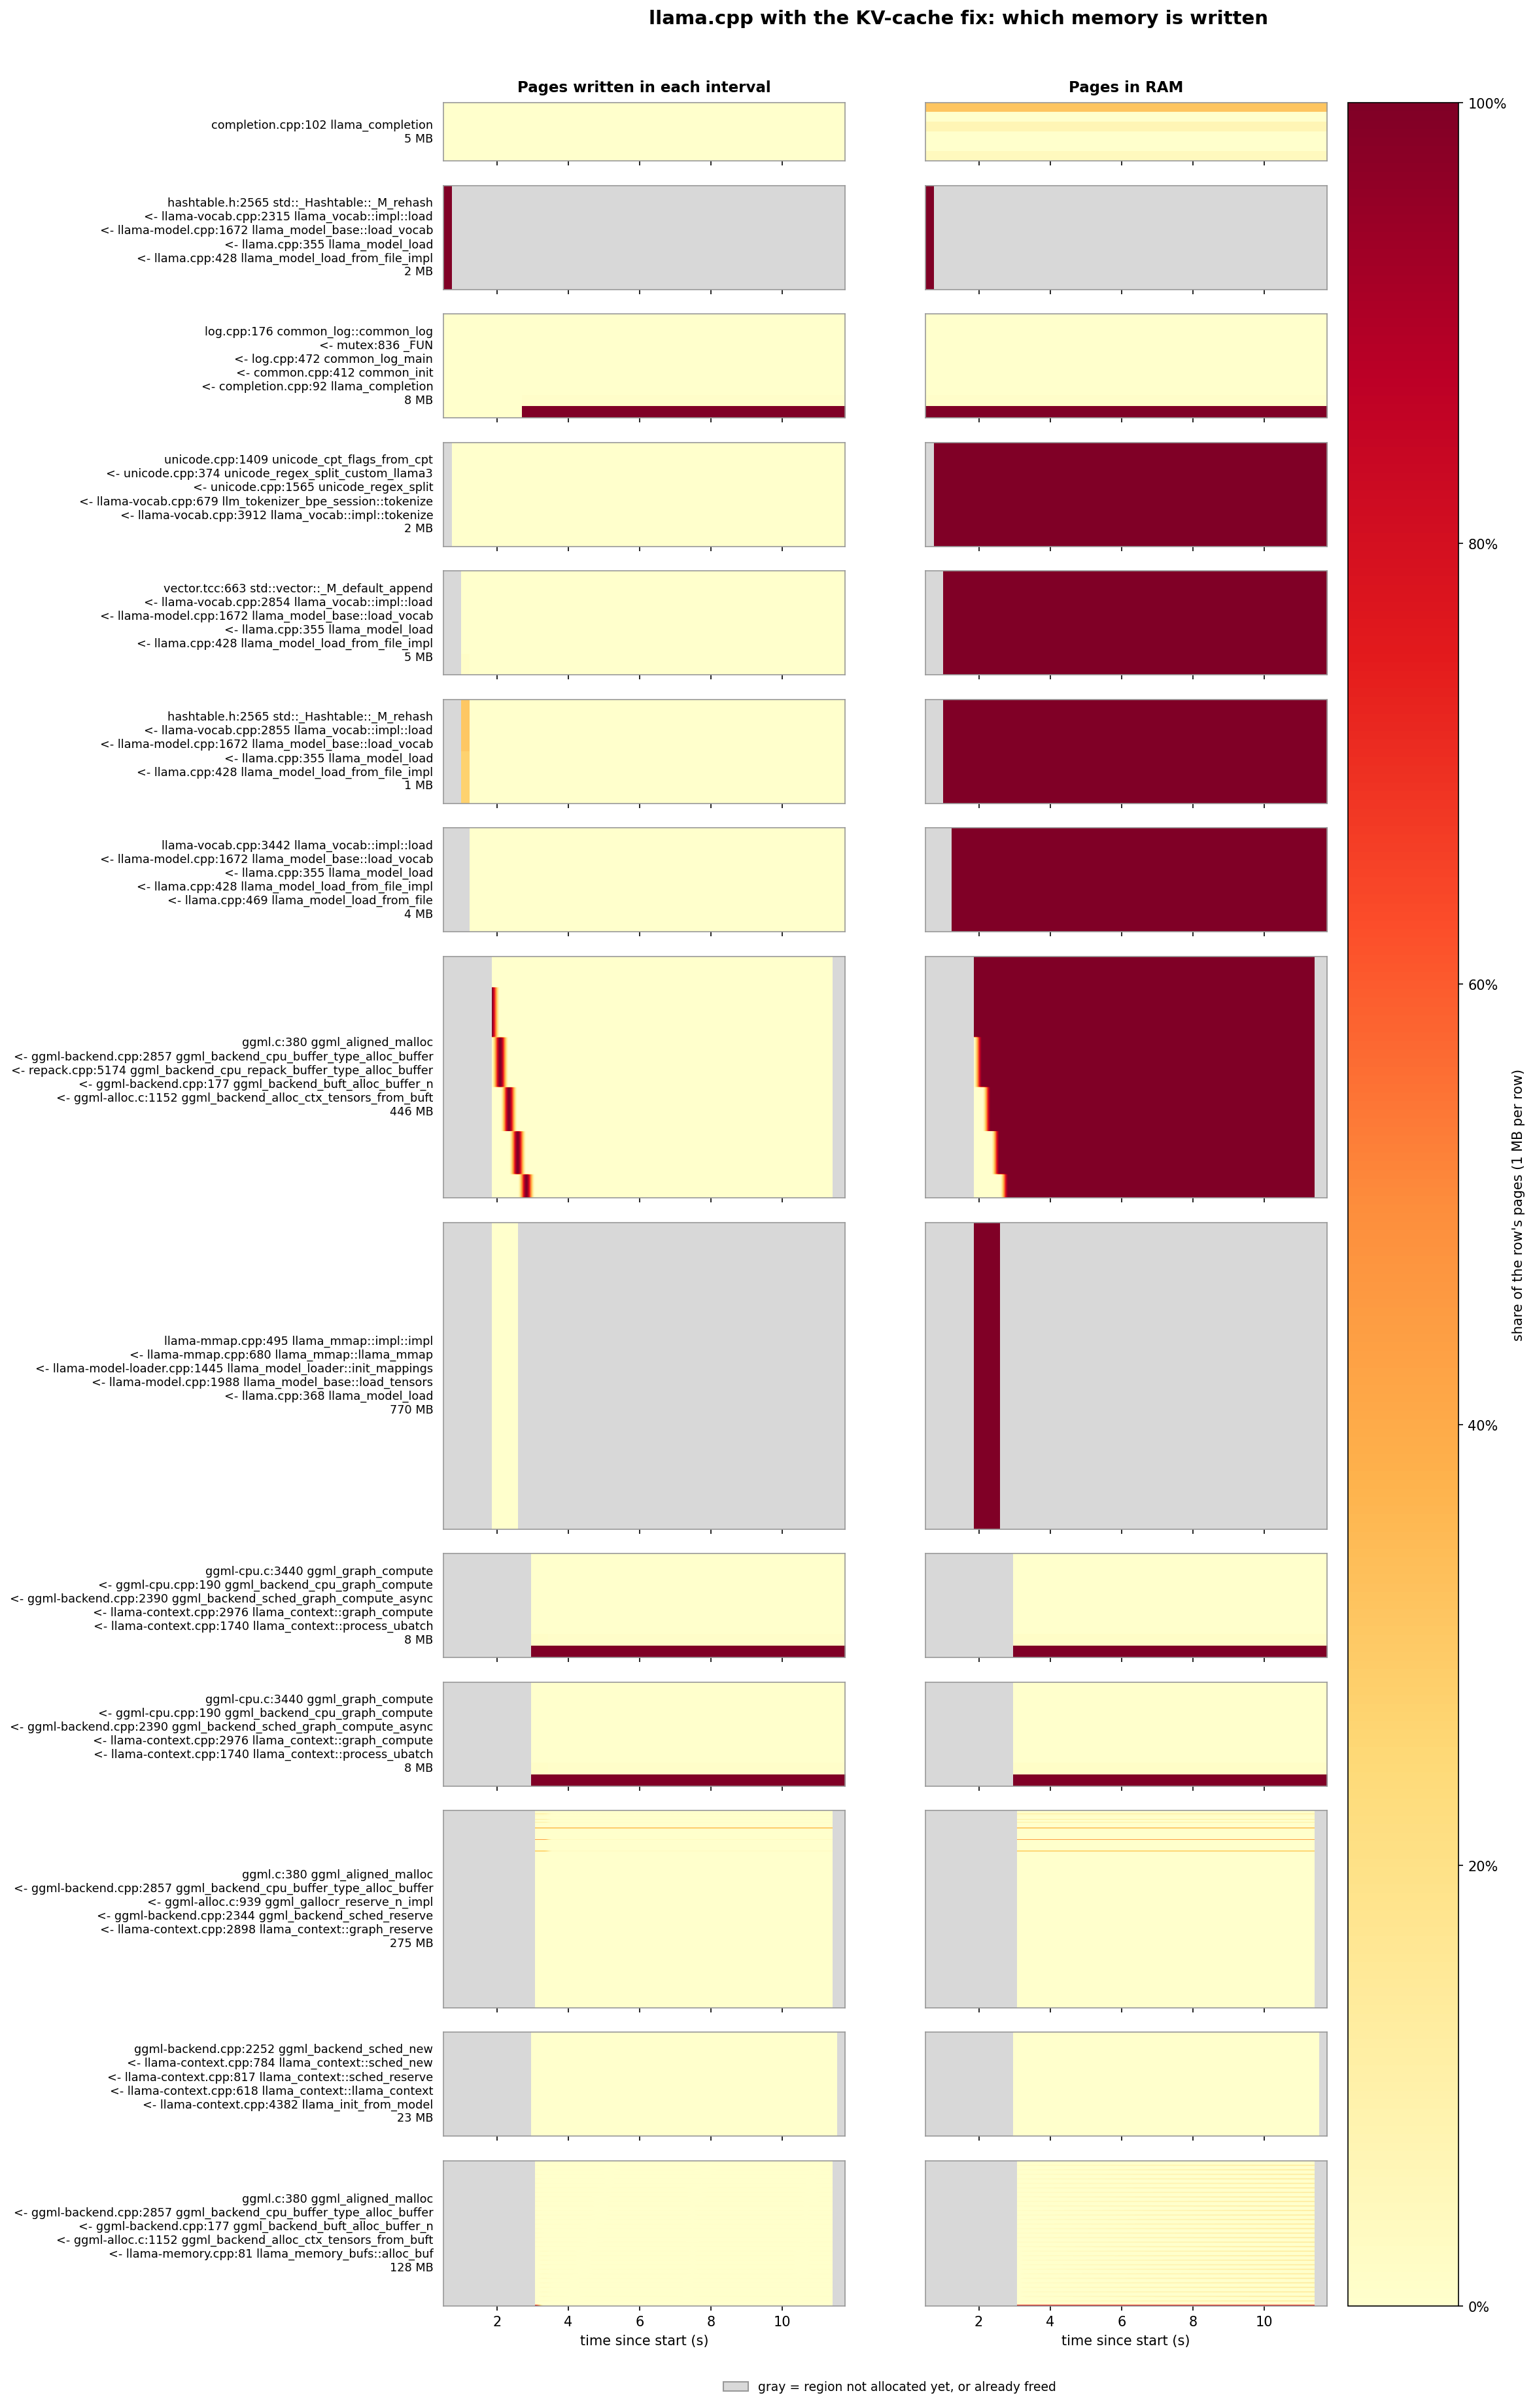 llama.cpp with the KV-cache fix: which memory is written
Pages written in each interval
Pages in RAM
completion.cpp:102 llama_completion
5 MB
hashtable.h:2565 std::_Hashtable::_M_rehash
<- llama-vocab.cpp:2315 llama_vocab::impl::load
<- llama-model.cpp:1672 llama_model_base::load_vocab
<- llama.cpp:355 llama_model_load
<- llama.cpp:428 llama_model_load_from_file_impl
2 MB
log.cpp:176 common_log::common_log
<- mutex:836 _FUN
<- log.cpp:472 common_log_main
<- common.cpp:412 common_init
<- completion.cpp:92 llama_completion
8 MB
unicode.cpp:1409 unicode_cpt_flags_from_cpt
<- unicode.cpp:374 unicode_regex_split_custom_llama3
<- unicode.cpp:1565 unicode_regex_split
<- llama-vocab.cpp:679 llm_tokenizer_bpe_session::tokenize
<- llama-vocab.cpp:3912 llama_vocab::impl::tokenize
2 MB
vector.tcc:663 std::vector::_M_default_append
<- llama-vocab.cpp:2854 llama_vocab::impl::load
<- llama-model.cpp:1672 llama_model_base::load_vocab
<- llama.cpp:355 llama_model_load
<- llama.cpp:428 llama_model_load_from_file_impl
5 MB
hashtable.h:2565 std::_Hashtable::_M_rehash
<- llama-vocab.cpp:2855 llama_vocab::impl::load
<- llama-model.cpp:1672 llama_model_base::load_vocab
<- llama.cpp:355 llama_model_load
<- llama.cpp:428 llama_model_load_from_file_impl
1 MB
llama-vocab.cpp:3442 llama_vocab::impl::load
<- llama-model.cpp:1672 llama_model_base::load_vocab
<- llama.cpp:355 llama_model_load
<- llama.cpp:428 llama_model_load_from_file_impl
<- llama.cpp:469 llama_model_load_from_file
4 MB
ggml.c:380 ggml_aligned_malloc
<- ggml-backend.cpp:2857 ggml_backend_cpu_buffer_type_alloc_buffer
<- repack.cpp:5174 ggml_backend_cpu_repack_buffer_type_alloc_buffer
<- ggml-backend.cpp:177 ggml_backend_buft_alloc_buffer_n
<- ggml-alloc.c:1152 ggml_backend_alloc_ctx_tensors_from_buft
446 MB
llama-mmap.cpp:495 llama_mmap::impl::impl
<- llama-mmap.cpp:680 llama_mmap::llama_mmap
<- llama-model-loader.cpp:1445 llama_model_loader::init_mappings
<- llama-model.cpp:1988 llama_model_base::load_tensors
<- llama.cpp:368 llama_model_load
770 MB
ggml-cpu.c:3440 ggml_graph_compute
<- ggml-cpu.cpp:190 ggml_backend_cpu_graph_compute
<- ggml-backend.cpp:2390 ggml_backend_sched_graph_compute_async
<- llama-context.cpp:2976 llama_context::graph_compute
<- llama-context.cpp:1740 llama_context::process_ubatch
8 MB
ggml-cpu.c:3440 ggml_graph_compute
<- ggml-cpu.cpp:190 ggml_backend_cpu_graph_compute
<- ggml-backend.cpp:2390 ggml_backend_sched_graph_compute_async
<- llama-context.cpp:2976 llama_context::graph_compute
<- llama-context.cpp:1740 llama_context::process_ubatch
8 MB
ggml.c:380 ggml_aligned_malloc
<- ggml-backend.cpp:2857 ggml_backend_cpu_buffer_type_alloc_buffer
<- ggml-alloc.c:939 ggml_gallocr_reserve_n_impl
<- ggml-backend.cpp:2344 ggml_backend_sched_reserve
<- llama-context.cpp:2898 llama_context::graph_reserve
275 MB
ggml-backend.cpp:2252 ggml_backend_sched_new
<- llama-context.cpp:784 llama_context::sched_new
<- llama-context.cpp:817 llama_context::sched_reserve
<- llama-context.cpp:618 llama_context::llama_context
<- llama-context.cpp:4382 llama_init_from_model
23 MB
ggml.c:380 ggml_aligned_malloc
<- ggml-backend.cpp:2857 ggml_backend_cpu_buffer_type_alloc_buffer
<- ggml-backend.cpp:177 ggml_backend_buft_alloc_buffer_n
<- ggml-alloc.c:1152 ggml_backend_alloc_ctx_tensors_from_buft
<- llama-memory.cpp:81 llama_memory_bufs::alloc_buf
128 MB
2 4 6 8 10
time since start (s)
2 4 6 8 10
time since start (s)
100%
80%
60%
40%
20%
0%
share of the row's pages (1 MB per row)
gray = region not allocated yet, or already freed